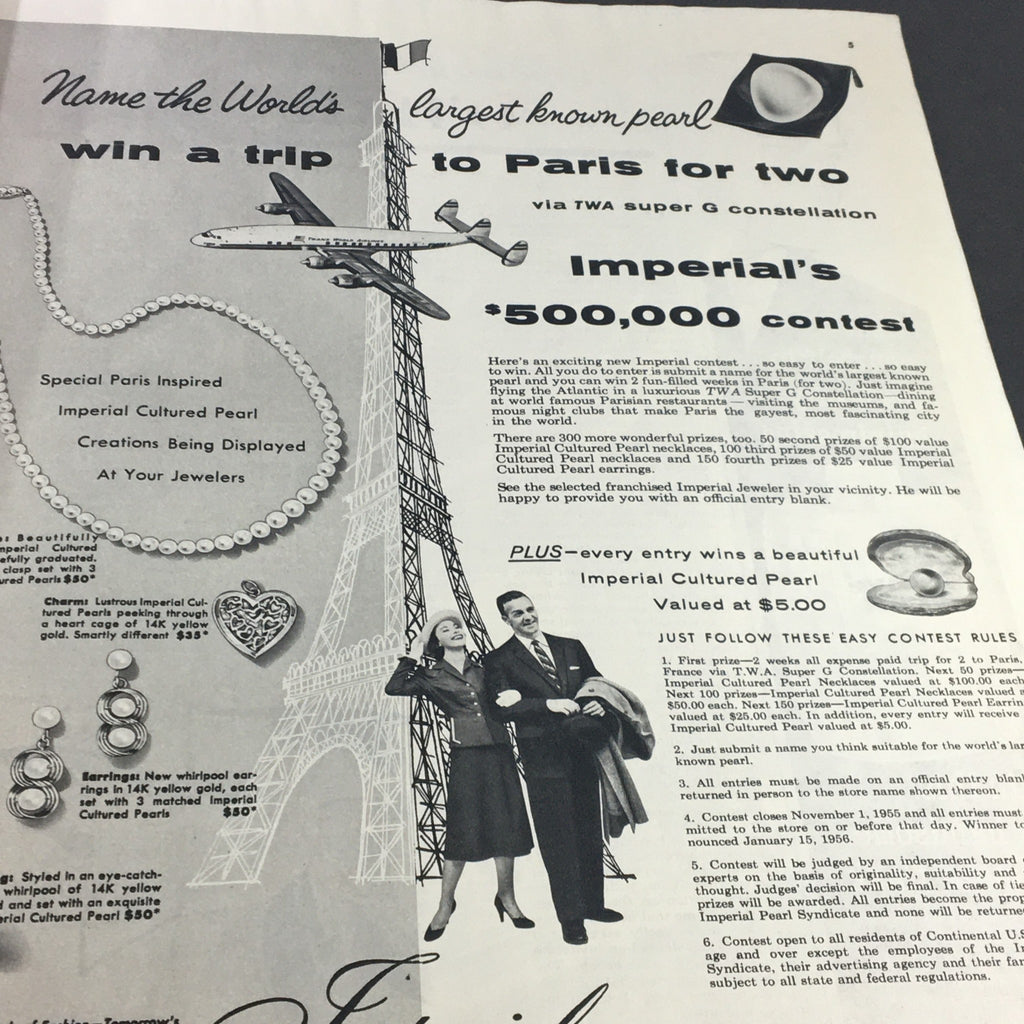 5
Name the World's largest known pearl
win a trip to Paris for two
via TWA super G constellation
TRANS WORLD AIRLINES
Imperial's
$500,000 contest
Here's an exciting new Imperial contest . . . so easy to enter . . . so easy
to win. All you do to enter is submit a name for the world's largest known
pearl and you can win 2 fun-filled weeks in Paris (for two). Just imagine
flying the Atlantic in a luxurious TWA Super G Constellation—dining
at world famous Parisian restaurants — visiting the museums, and fa-
mous night clubs that make Paris the gayest, most fascinating city
in the world.
There are 300 more wonderful prizes, too. 50 second prizes of $100 value
Imperial Cultured Pearl necklaces, 100 third prizes of $50 value Imperial
Cultured Pearl necklaces and 150 fourth prizes of $25 value Imperial
Cultured Pearl earrings.
See the selected franchised Imperial Jeweler in your vicinity. He will be
happy to provide you with an official entry blank.
PLUS—every entry wins a beautiful
Imperial Cultured Pearl
Valued at $5.00
JUST FOLLOW THESE EASY CONTEST RULES
1. First prize—2 weeks all expense paid trip for 2 to Paris,
France via T.W.A. Super G Constellation. Next 50 prizes—
Imperial Cultured Pearl Necklaces valued at $100.00 each
Next 100 prizes—Imperial Cultured Pearl Necklaces valued a
$50.00 each. Next 150 prizes—Imperial Cultured Pearl Earrin
valued at $25.00 each. In addition, every entry will receive
Imperial Cultured Pearl valued at $5.00.
2. Just submit a name you think suitable for the world's lar
known pearl.
3. All entries must be made on an official entry blank
returned in person to the store name shown thereon.
4. Contest closes November 1, 1955 and all entries must
mitted to the store on or before that day. Winner to
nounced January 15, 1956.
5. Contest will be judged by an independent board
experts on the basis of originality, suitability and
thought. Judges' decision will be final. In case of tie
prizes will be awarded. All entries become the prop
Imperial Pearl Syndicate and none will be returne
6. Contest open to all residents of Continental U.S
age and over except the employees of the Im
Syndicate, their advertising agency and their fam
subject to all state and federal regulations.
Special Paris Inspired
Imperial Cultured Pearl
Creations Being Displayed
At Your Jewelers
s: Beautifully
mperial Cultured
efully graduated.
clasp set with 3
ured Pearls $50*
Charm: Lustrous Imperial Cul-
tured Pearls peeking through
a heart cage of 14K yellow
gold. Smartly different $35*
Earrings: New whirlpool ear-
rings in 14K yellow gold, each
set with 3 matched Imperial
Cultured Pearls $50*
g: Styled in an eye-catch-
whirlpool of 14K yellow
d and set with an exquisite
erial Cultured Pearl $50*
of Fashion—Tomorrow's